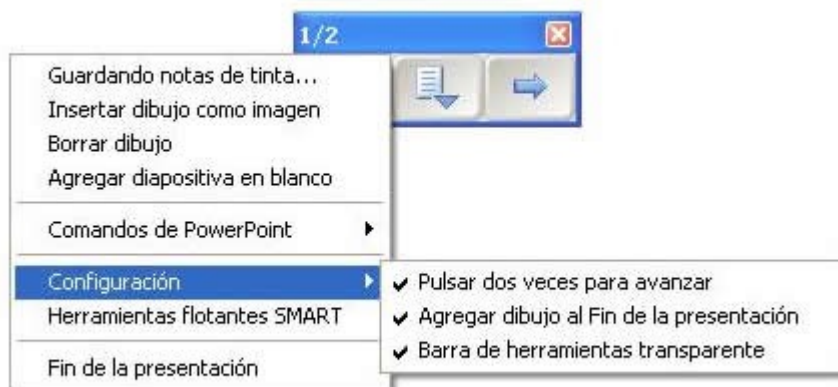 1/2
Guardando notas de tinta...
Insertar dibujo como imagen
Borrar dibujo
Agregar diapositiva en blanco
Comandos de PowerPoint
Configuración
Herramientas flotantes SMART
Fin de la presentación
Pulsar dos veces para avanzar
Agregar dibujo al Fin de la presentación
Barra de herramientas transparente